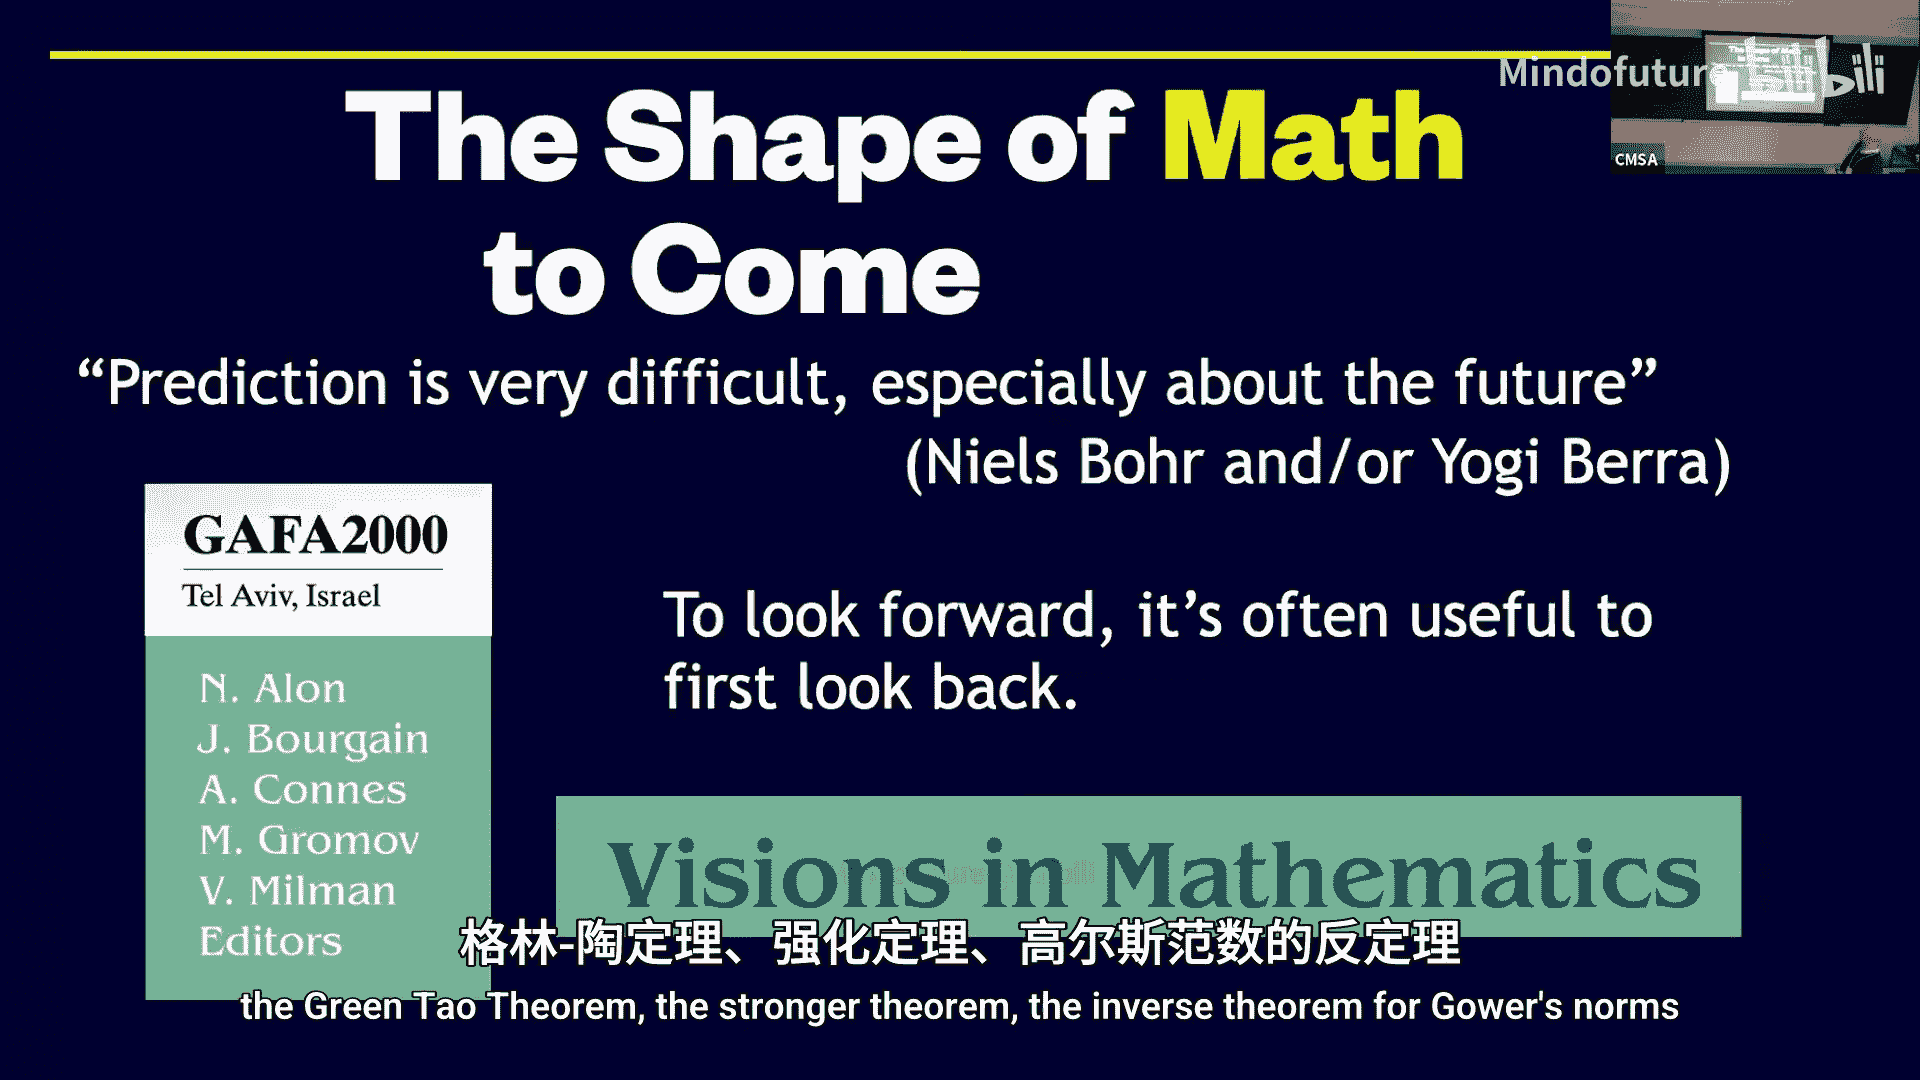 Mindofuture
bilibili
CMSA
The Shape of Math
to Come
“Prediction is very difficult, especially about the future”
(Niels Bohr and/or Yogi Berra)
GAFA2000
Tel Aviv, Israel
N. Alon
J. Bourgain
A. Connes
M. Gromov
V. Milman
Editors
To look forward, it’s often useful to
first look back.
Visions in Mathematics
格林-陶定理、强化定理、高尔斯范数的反定理
the Green Tao Theorem, the stronger theorem, the inverse theorem for Gower's norms